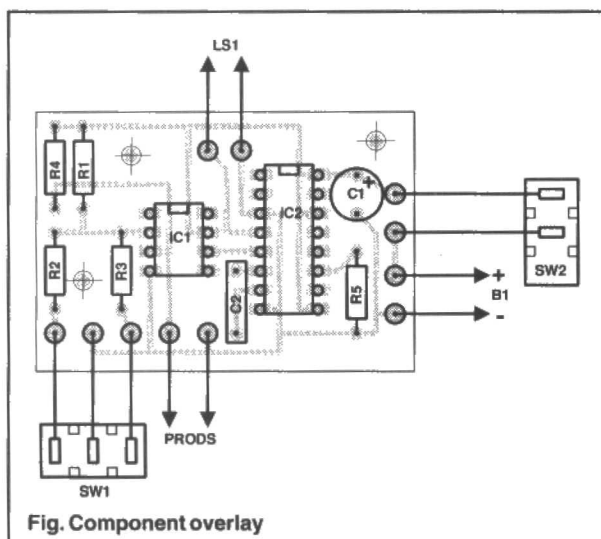 LS1
R4
R1
C1
+
IC1
IC2
R2
R3
C2
R5
SW2
+
B1
-
PRODS
SW1
Fig. Component overlay